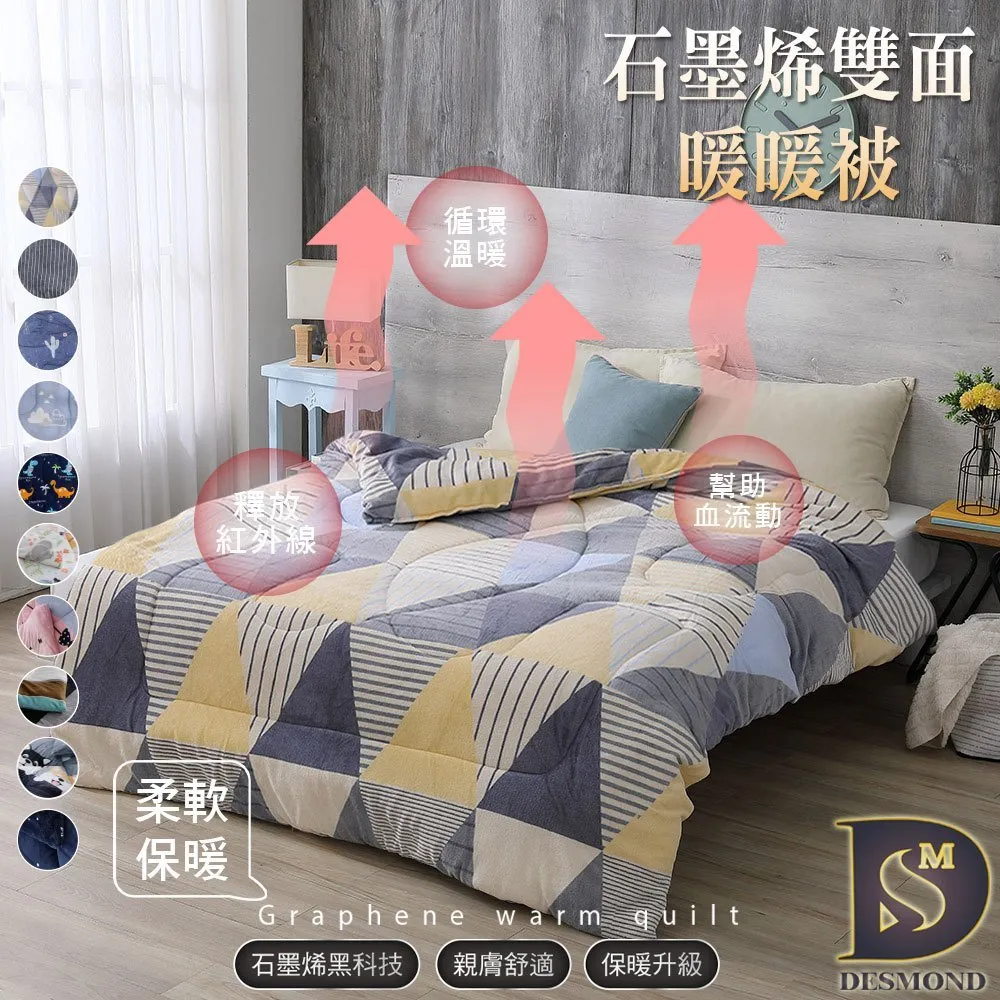 石墨烯雙面
暖暖被
循環
溫暖
Life.
釋放
紅外線
幫助
血流動
柔軟
保暖
Graphene warm quilt
石墨烯黑科技
親膚舒適
保暖升級
DSM
DESMOND